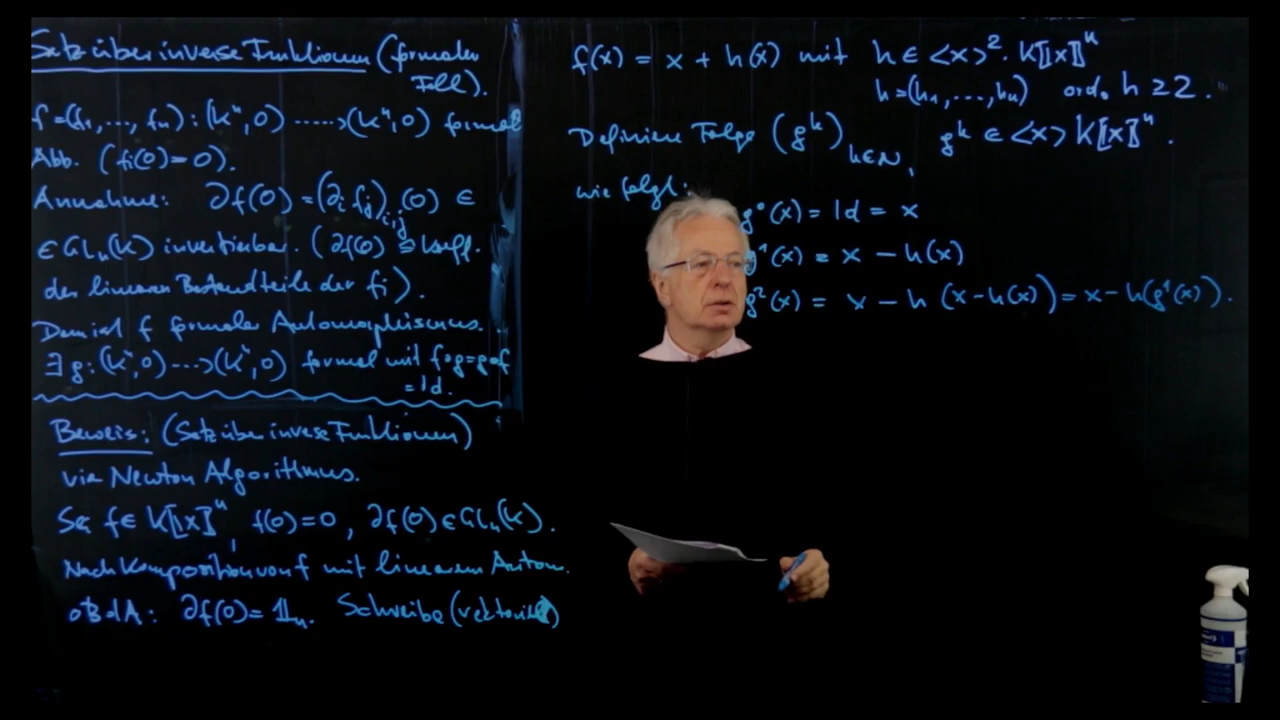 Satz über inverse Funktionen (formaler
Fall).
f=(f₁,..., fₙ): (kⁿ,0) ⤏ (kⁿ,0) formale
Abb. (fi(0)=0).
Annahme: ∂f(0) = (∂ᵢ fⱼ)ᵢ,ⱼ (0) ∈
∈ GLₙ(k) invertierbar. (∂f(0) ≅ koeff.
der linearen Bestandteile der fi).
Dann ist f formaler Automorphismus.
∃ g: (kⁿ,0) ---> (kⁿ,0) formal mit f∘g=g∘f
=Id.
Beweis: (Satz über inverse Funktionen)
via Newton Algorithmus.
Sei f ∈ k[[x]]ⁿ, f(0)=0, ∂f(0) ∈ GLₙ(k).
Nach Komposition von f mit linearem Autom.
oBdA: ∂f(0) = 𝟙ₙ. Schreibe (vektoriell)
f(x) = x + h(x) mit h ∈ <x>². k[[x]]ⁿ
h=(h₁,...,hₙ) ord₀ h ≥ 2.
Definiere Folge (gᵏ)ₖ∈ℕ, gᵏ ∈ <x> k[[x]]ⁿ.
wie folgt:
g⁰(x) = Id = x
g¹(x) = x - h(x)
g²(x) = x - h (x-h(x)) = x - h(g¹(x)).